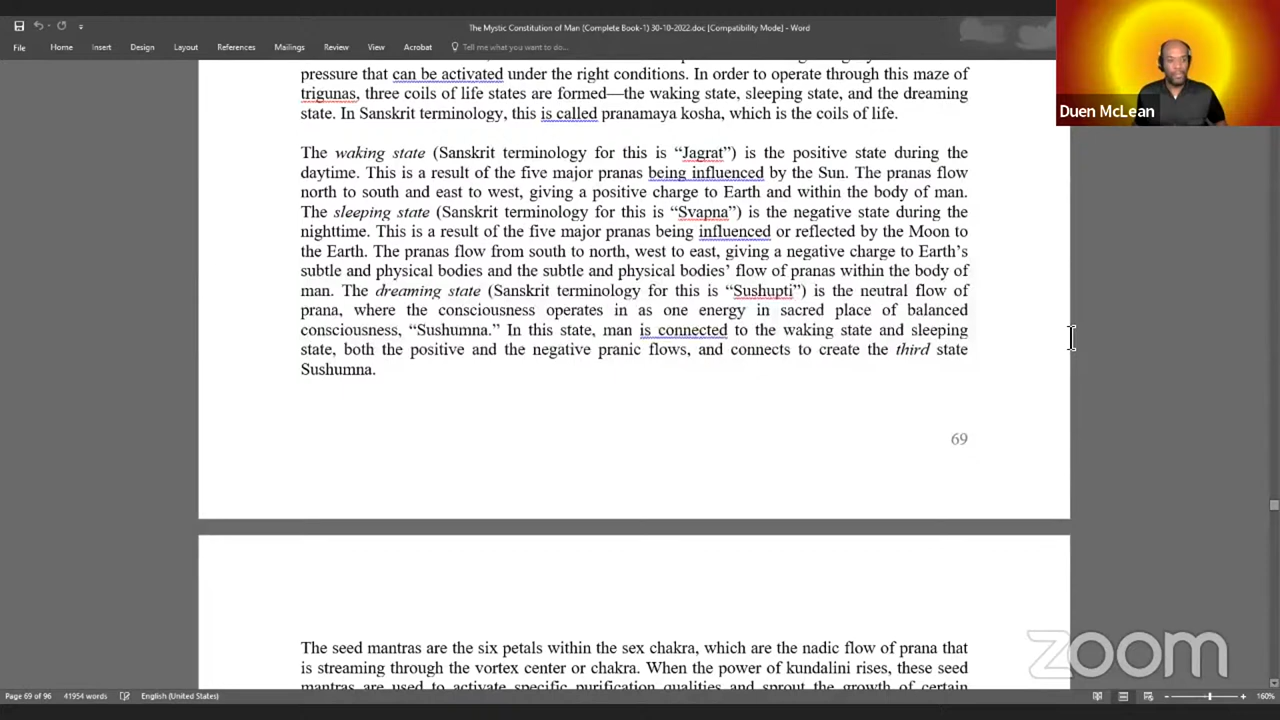 The Mystic Constitution of Man (Complete Book-1) 30-10-2022.doc [Compatibility Mode] - Word
File Home Insert Design Layout References Mailings Review View Acrobat Tell me what you want to do...
Duen McLean
pressure that can be activated under the right conditions. In order to operate through this maze of
trigunas, three coils of life states are formed—the waking state, sleeping state, and the dreaming
state. In Sanskrit terminology, this is called pranamaya kosha, which is the coils of life.
The waking state (Sanskrit terminology for this is “Jagrat”) is the positive state during the
daytime. This is a result of the five major pranas being influenced by the Sun. The pranas flow
north to south and east to west, giving a positive charge to Earth and within the body of man.
The sleeping state (Sanskrit terminology for this is “Svapna”) is the negative state during the
nighttime. This is a result of the five major pranas being influenced or reflected by the Moon to
the Earth. The pranas flow from south to north, west to east, giving a negative charge to Earth’s
subtle and physical bodies and the subtle and physical bodies’ flow of pranas within the body of
man. The dreaming state (Sanskrit terminology for this is “Sushupti”) is the neutral flow of
prana, where the consciousness operates in as one energy in sacred place of balanced
consciousness, “Sushumna.” In this state, man is connected to the waking state and sleeping
state, both the positive and the negative pranic flows, and connects to create the third state
Sushumna.
69
The seed mantras are the six petals within the sex chakra, which are the nadic flow of prana that
is streaming through the vortex center or chakra. When the power of kundalini rises, these seed
mantras are used to activate specific purification qualities and sprout the growth of certain
zoom
Page 69 of 96 41954 words English (United States) 160%